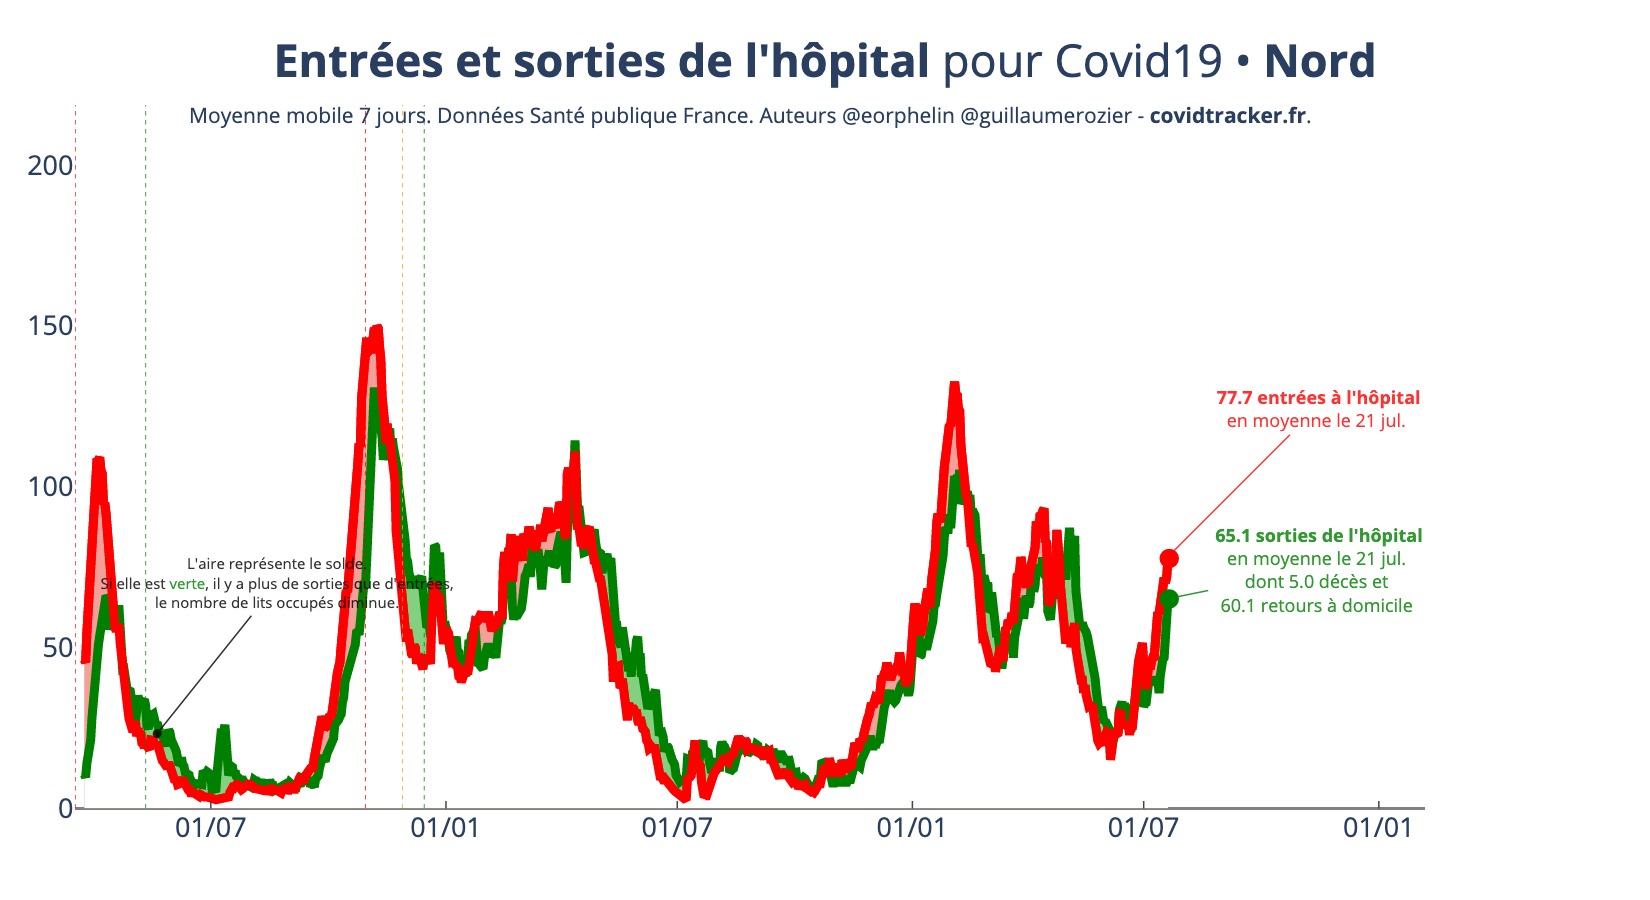 Entrées et sorties de l'hôpital pour Covid19 • Nord
Moyenne mobile 7 jours. Données Santé publique France. Auteurs @eorphelin @guillaumerozier - covidtracker.fr.
200
150
100
50
0
L'aire représente le solde.
Si elle est verte, il y a plus de sorties que d'entrées,
le nombre de lits occupés diminue.
77.7 entrées à l'hôpital
en moyenne le 21 jul.
65.1 sorties de l'hôpital
en moyenne le 21 jul.
dont 5.0 décès et
60.1 retours à domicile
01/07
01/01
01/07
01/01
01/07
01/01